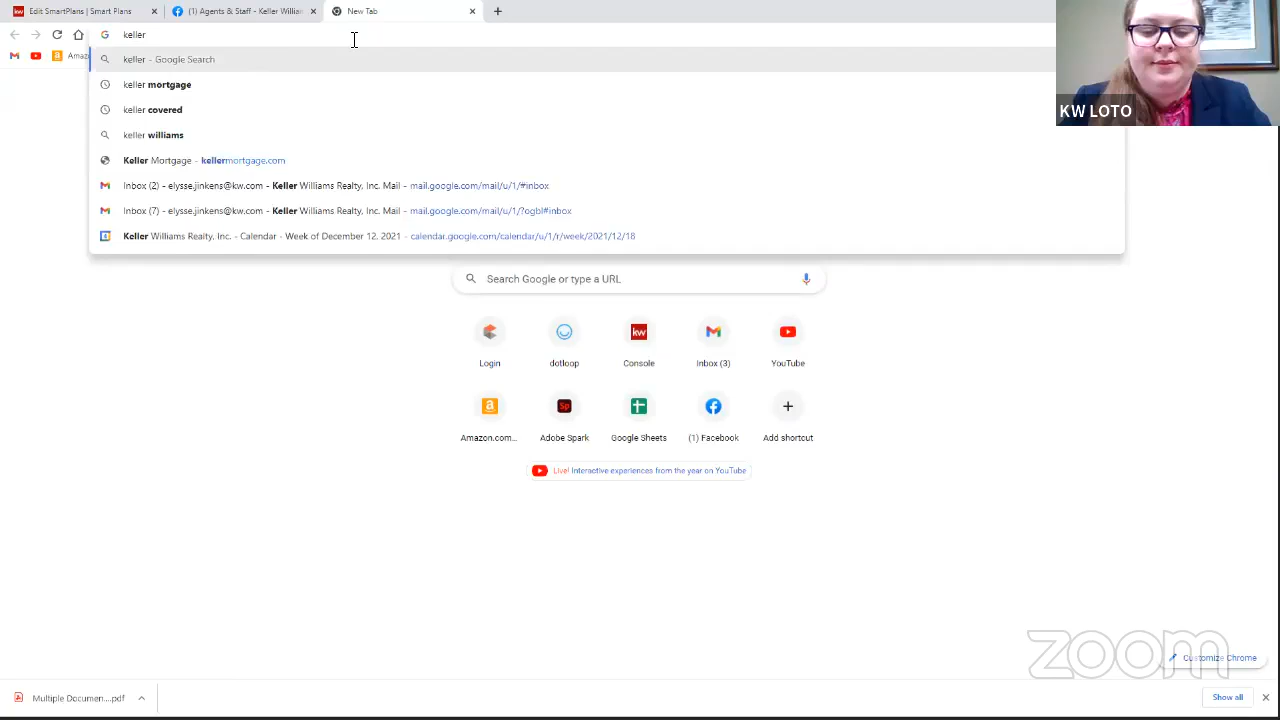 Edit SmartPlans | Smart Plans
(1) Agents & Staff - Keller William
New Tab
keller
Amaz
keller - Google Search
keller mortgage
keller covered
keller williams
Keller Mortgage - kellermortgage.com
Inbox (2) - elysse.jinkens@kw.com - Keller Williams Realty, Inc. Mail - mail.google.com/mail/u/1/#inbox
Inbox (7) - elysse.jinkens@kw.com - Keller Williams Realty, Inc. Mail - mail.google.com/mail/u/1/?ogbl#inbox
Keller Williams Realty, Inc. - Calendar - Week of December 12, 2021 - calendar.google.com/calendar/u/1/r/week/2021/12/18
KW LOTO
Search Google or type a URL
kw
Login
dotloop
Console
Inbox (3)
YouTube
Sp
Amazon.com...
Adobe Spark
Google Sheets
(1) Facebook
Add shortcut
Live! Interactive experiences from the year on YouTube
zoom
Customize Chrome
Multiple Documen....pdf
Show all